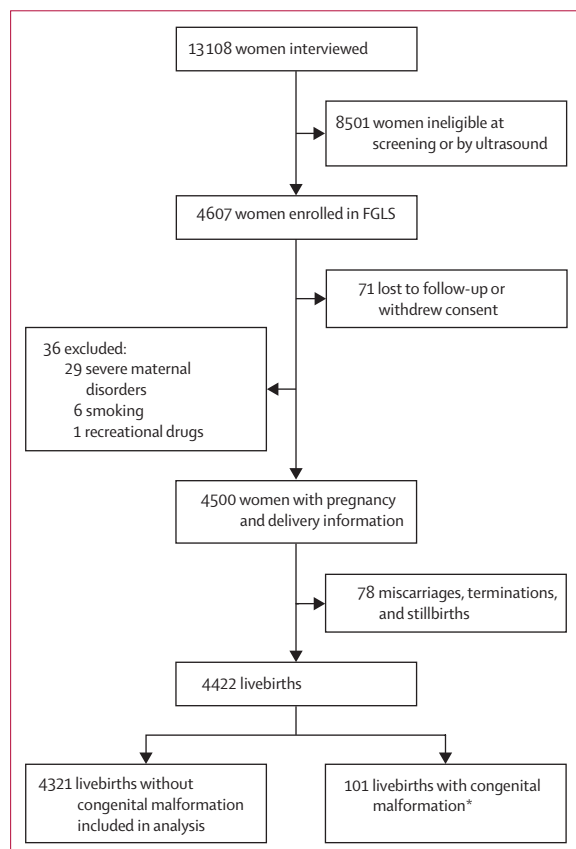 13108 women interviewed
8501 women ineligible at
screening or by ultrasound
4607 women enrolled in FGLS
71 lost to follow-up or
withdrew consent
36 excluded:
29 severe maternal
disorders
6 smoking
1 recreational drugs
4500 women with pregnancy
and delivery information
78 miscarriages, terminations,
and stillbirths
4422 livebirths
4321 livebirths without
congenital malformation
included in analysis
101 livebirths with congenital
malformation*